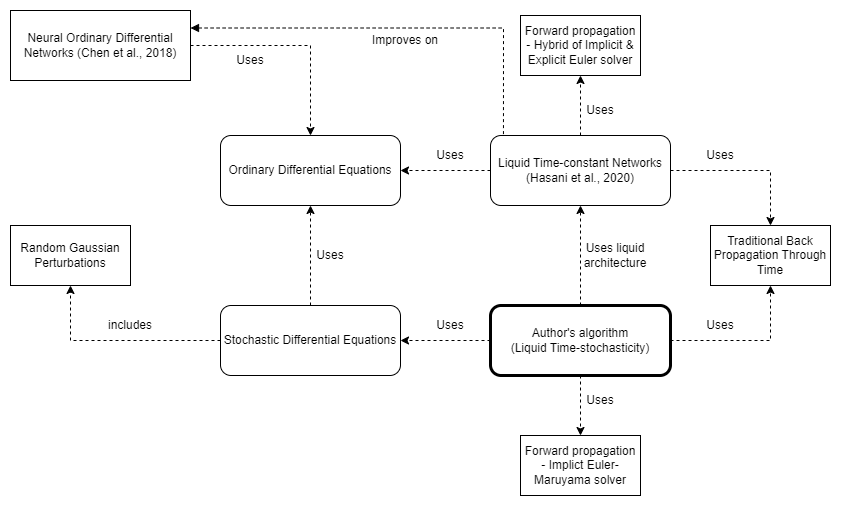 Neural Ordinary Differential
Networks (Chen et al., 2018)
Improves on
Uses
Forward propagation
- Hybrid of Implicit &
Explicit Euler solver
Uses
Ordinary Differential Equations
Uses
Liquid Time-constant Networks
(Hasani et al., 2020)
Uses
Random Gaussian
Perturbations
Uses
Uses liquid
architecture
Traditional Back
Propagation Through
Time
includes
Stochastic Differential Equations
Uses
Author's algorithm
(Liquid Time-stochasticity)
Uses
Uses
Forward propagation
- Implict Euler-
Maruyama solver